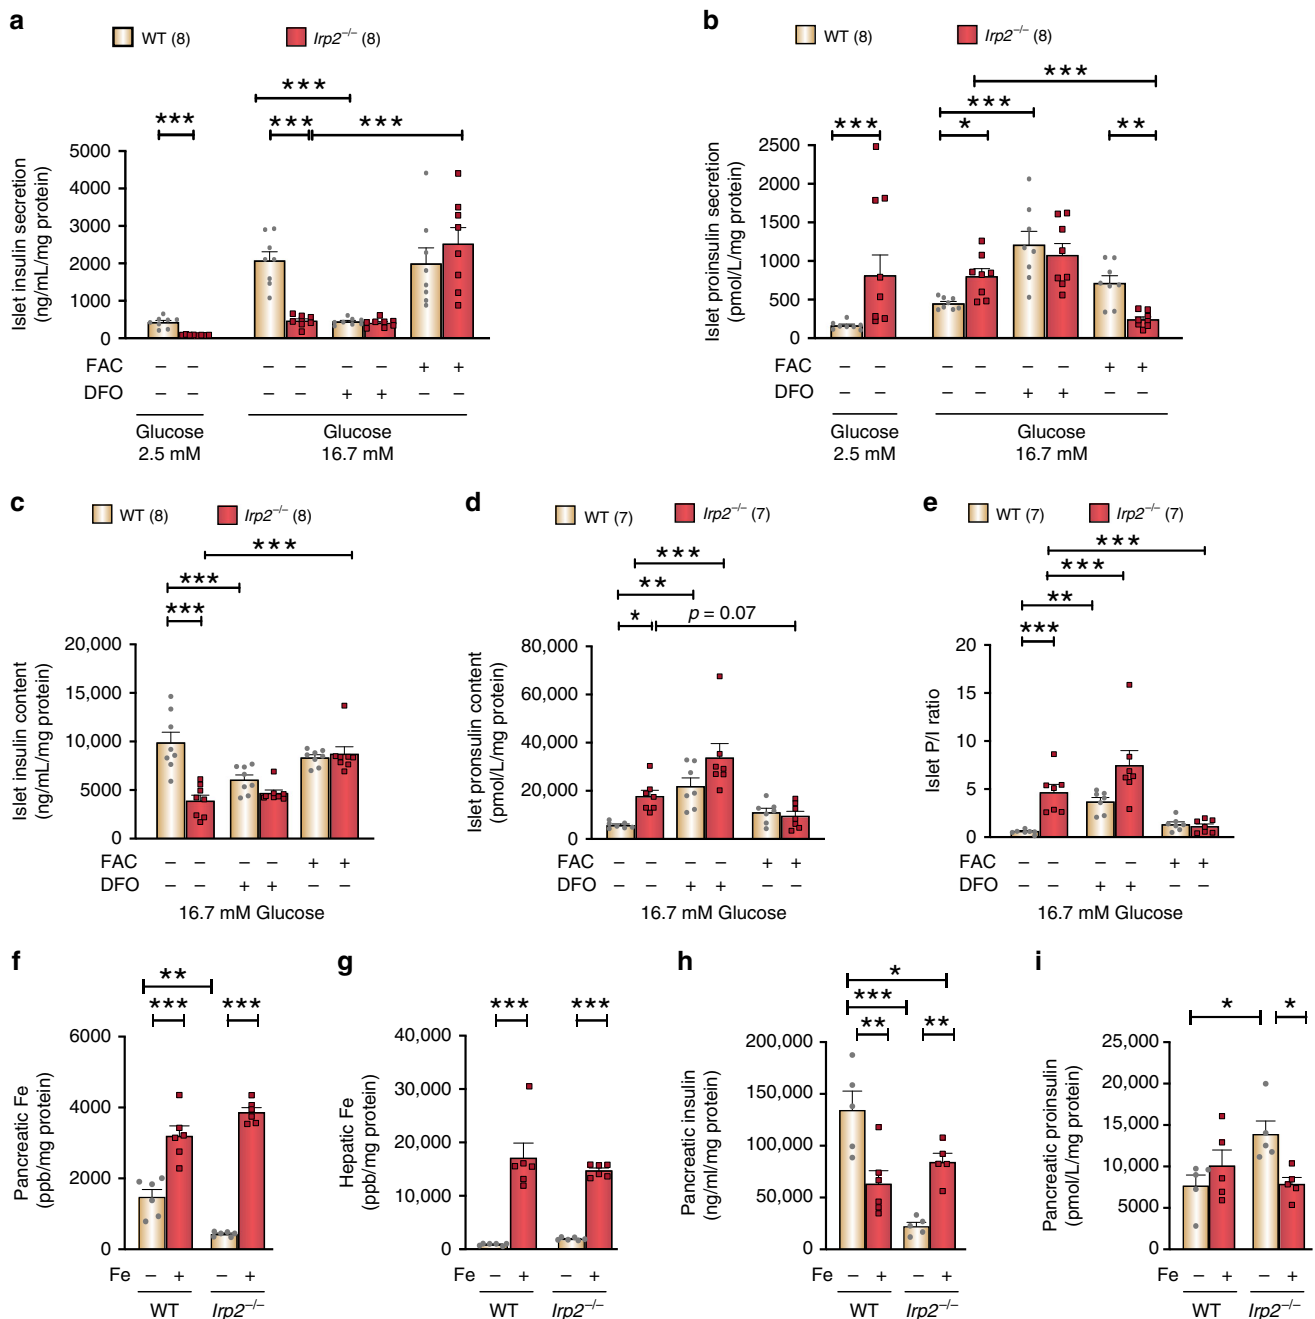 a
WT (8)
Irp2–/– (8)
***
***
***
***
Islet insulin secretion
(ng/mL/mg protein)
5000
4000
3000
2000
1000
0
FAC – – – – – – + +
DFO – – – – + + – –
Glucose
2.5 mM
Glucose
16.7 mM
b
WT (8)
Irp2–/– (8)
***
***
***
*
**
Islet proinsulin secretion
(pmol/L/mg protein)
2500
2000
1500
1000
500
0
FAC – – – – – – + +
DFO – – – – + + – –
Glucose
2.5 mM
Glucose
16.7 mM
c
WT (8)
Irp2–/– (8)
***
***
***
Islet insulin content
(ng/mL/mg protein)
20,000
15,000
10,000
5000
0
FAC – – – – + +
DFO – – + + – –
16.7 mM Glucose
d
WT (7)
Irp2–/– (7)
***
**
*
p = 0.07
Islet pronsulin content
(pmol/L/mg protein)
80,000
60,000
40,000
20,000
0
FAC – – – – + +
DFO – – + + – –
16.7 mM Glucose
e
WT (7)
Irp2–/– (7)
***
***
**
***
Islet P/I ratio
20
15
10
5
0
FAC – – – – + +
DFO – – + + – –
16.7 mM Glucose
f
**
***
***
Pancreatic Fe
(ppb/mg protein)
6000
4000
2000
0
Fe – + – +
WT
Irp2–/–
g
***
***
Hepatic Fe
(ppb/mg protein)
40,000
30,000
20,000
10,000
0
Fe – + – +
WT
Irp2–/–
h
*
***
**
**
Pancreatic insulin
(ng/ml/mg protein)
200,000
150,000
100,000
50,000
0
Fe – + – +
WT
Irp2–/–
i
*
*
Pancreatic proinsulin
(pmol/L/mg protein)
25,000
20,000
15,000
10,000
5000
0
Fe – + – +
WT
Irp2–/–